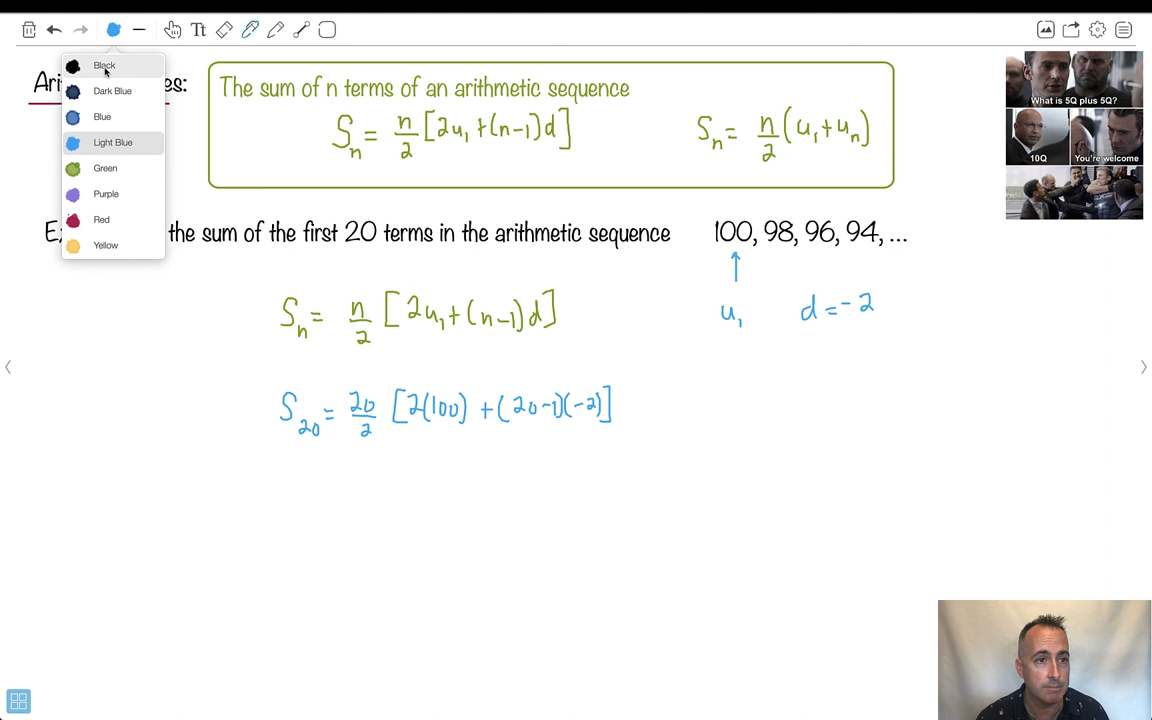 Tt
Black
Dark Blue
Blue
Light Blue
Green
Purple
Red
Yellow
es:
The sum of n terms of an arithmetic sequence
Sₙ = n/2 [2u₁ + (n-1)d]
Sₙ = n/2 (u₁ + uₙ)
What is 5Q plus 5Q?
10Q
You're welcome
the sum of the first 20 terms in the arithmetic sequence 100, 98, 96, 94, ...
Sₙ = n/2 [2u₁ + (n-1)d]
u₁ d = -2
S₂₀ = 20/2 [2(100) + (20-1)(-2)]